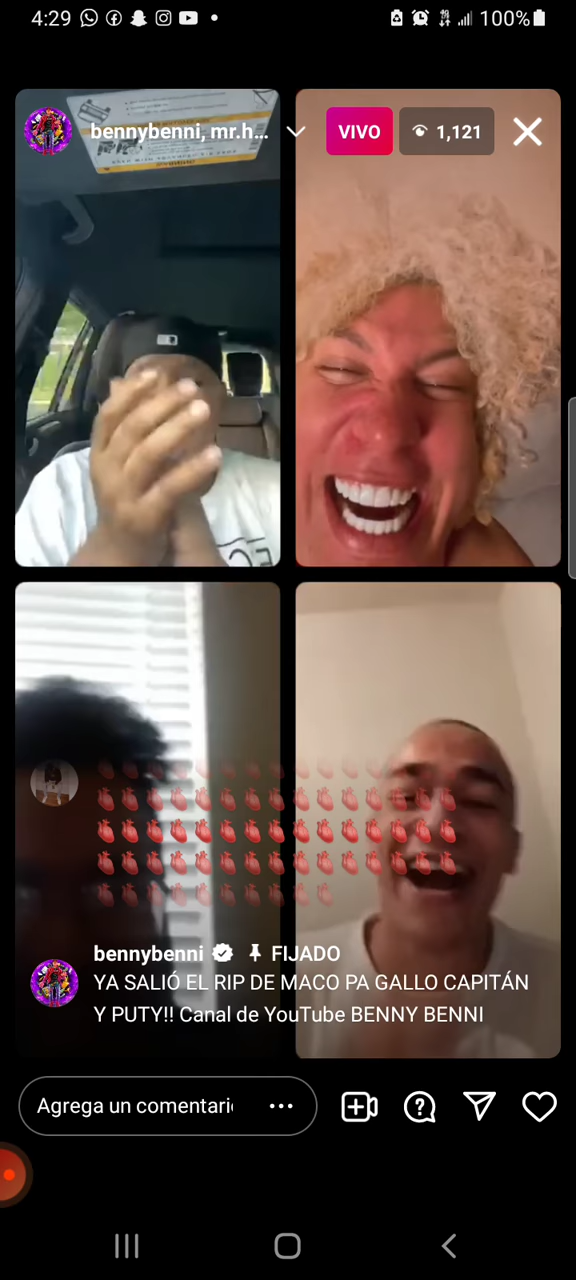 4:29
100%
bennybenni, mr.h...
VIVO
1,121
bennybenni FIJADO
YA SALIÓ EL RIP DE MACO PA GALLO CAPITÁN
Y PUTY!! Canal de YouTube BENNY BENNI
Agrega un comentari